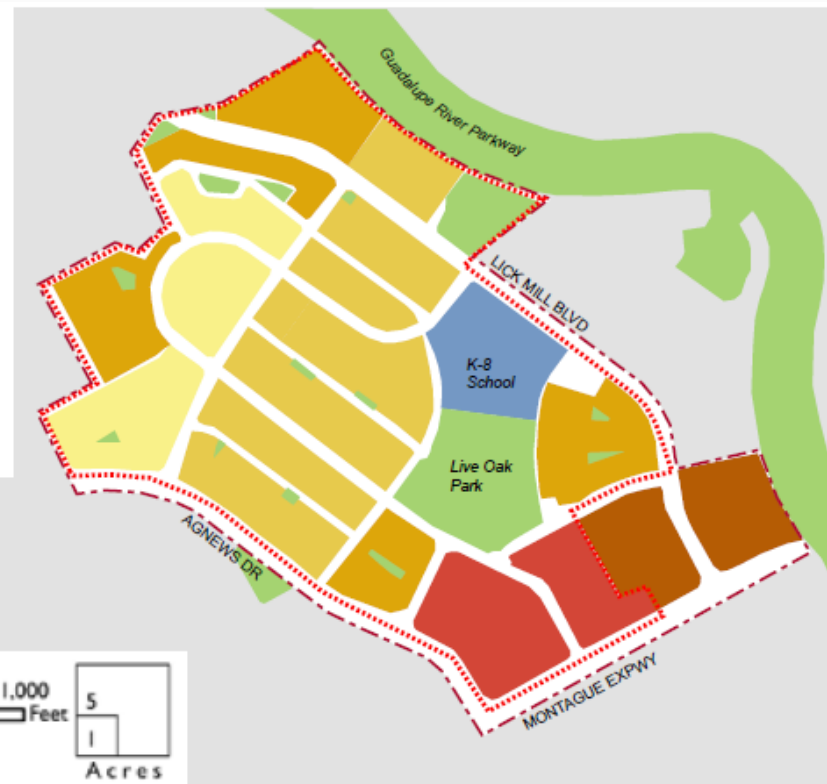 Guadalupe River Parkway
LICK MILL BLVD
K-8
School
Live Oak
Park
AGNEWS DR
MONTAGUE EXPWY
1,000
Feet
5
1
Acres